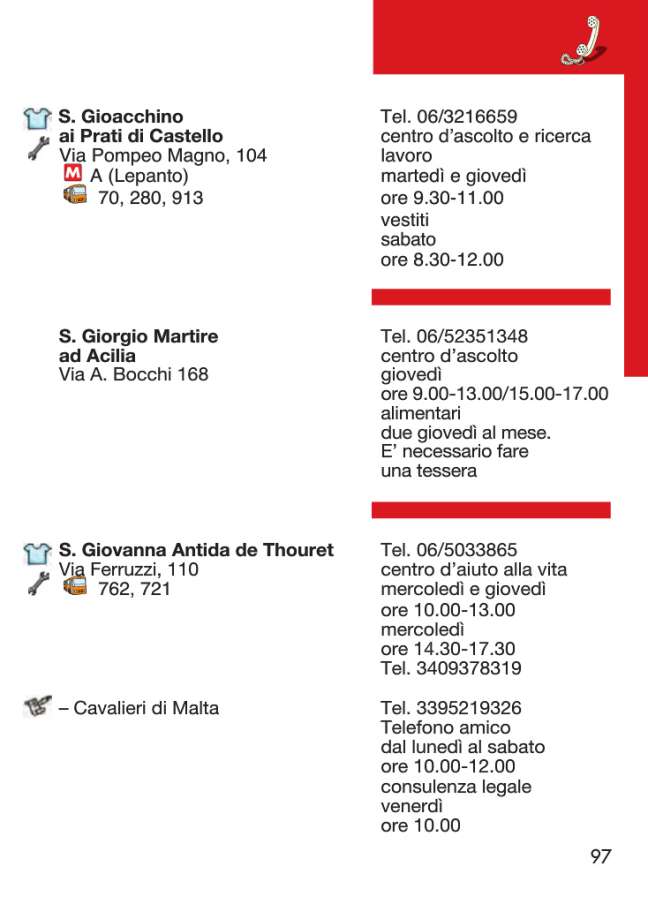 S. Gioacchino
ai Prati di Castello
Via Pompeo Magno, 104
M A (Lepanto)
70, 280, 913
Tel. 06/3216659
centro d'ascolto e ricerca
lavoro
martedì e giovedì
ore 9.30-11.00
vestiti
sabato
ore 8.30-12.00
S. Giorgio Martire
ad Acilia
Via A. Bocchi 168
Tel. 06/52351348
centro d'ascolto
giovedì
ore 9.00-13.00/15.00-17.00
alimentari
due giovedì al mese.
E' necessario fare
una tessera
S. Giovanna Antida de Thouret
Via Ferruzzi, 110
762, 721
Tel. 06/5033865
centro d'aiuto alla vita
mercoledì e giovedì
ore 10.00-13.00
mercoledì
ore 14.30-17.30
Tel. 3409378319
– Cavalieri di Malta
Tel. 3395219326
Telefono amico
dal lunedì al sabato
ore 10.00-12.00
consulenza legale
venerdì
ore 10.00
97